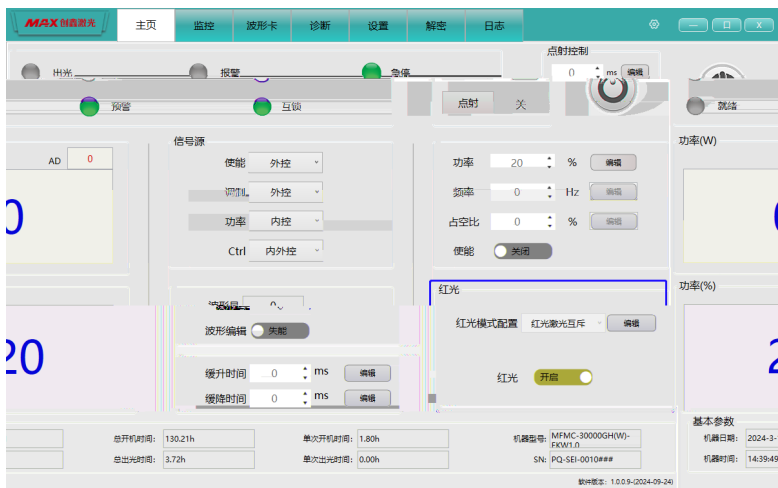 MAX 创鑫激光 主页 监控 波形卡 诊断 设置 解密 日志
点射控制
出光 报警 急停 0 ms 编辑
预警 互锁 点射 关 就绪
信号源 功率(W)
AD 0 使能 外控 功率 20 % 编辑
调制 外控 频率 0 Hz 编辑
功率 内控 占空比 0 % 编辑
Ctrl 内外控 使能 关闭
红光 功率(%)
波形编辑 失能 红光模式配置 红光激光互斥 编辑
20
缓升时间 0 ms 编辑 红光 开启
缓降时间 0 ms 编辑
基本参数
总开机时间: 130.21h 单次开机时间: 1.80h 机器型号: MFMC-30000GH(W)-FKW1.0 机器日期: 2024-3-
总出光时间: 3.72h 单次出光时间: 0.00h SN: PQ-SEI-0010### 机器时间: 14:39:49
软件版本: 1.0.0.9-(2024-09-24)